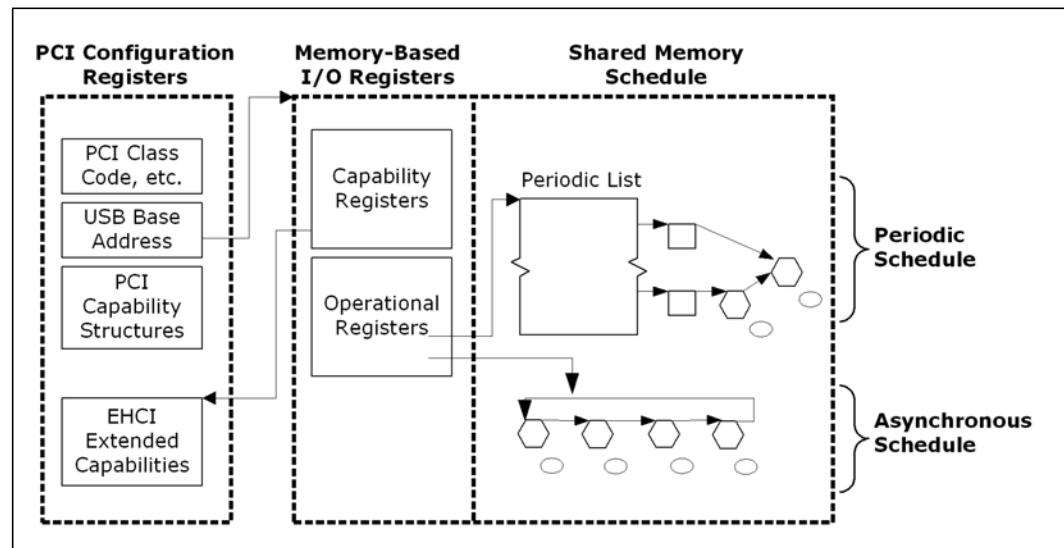 PCI Configuration
Registers
Memory-Based
I/O Registers
Shared Memory
Schedule
PCI Class
Code, etc.
USB Base
Address
PCI
Capability
Structures
EHCI
Extended
Capabilities
Capability
Registers
Operational
Registers
Periodic List
Periodic
Schedule
Asynchronous
Schedule